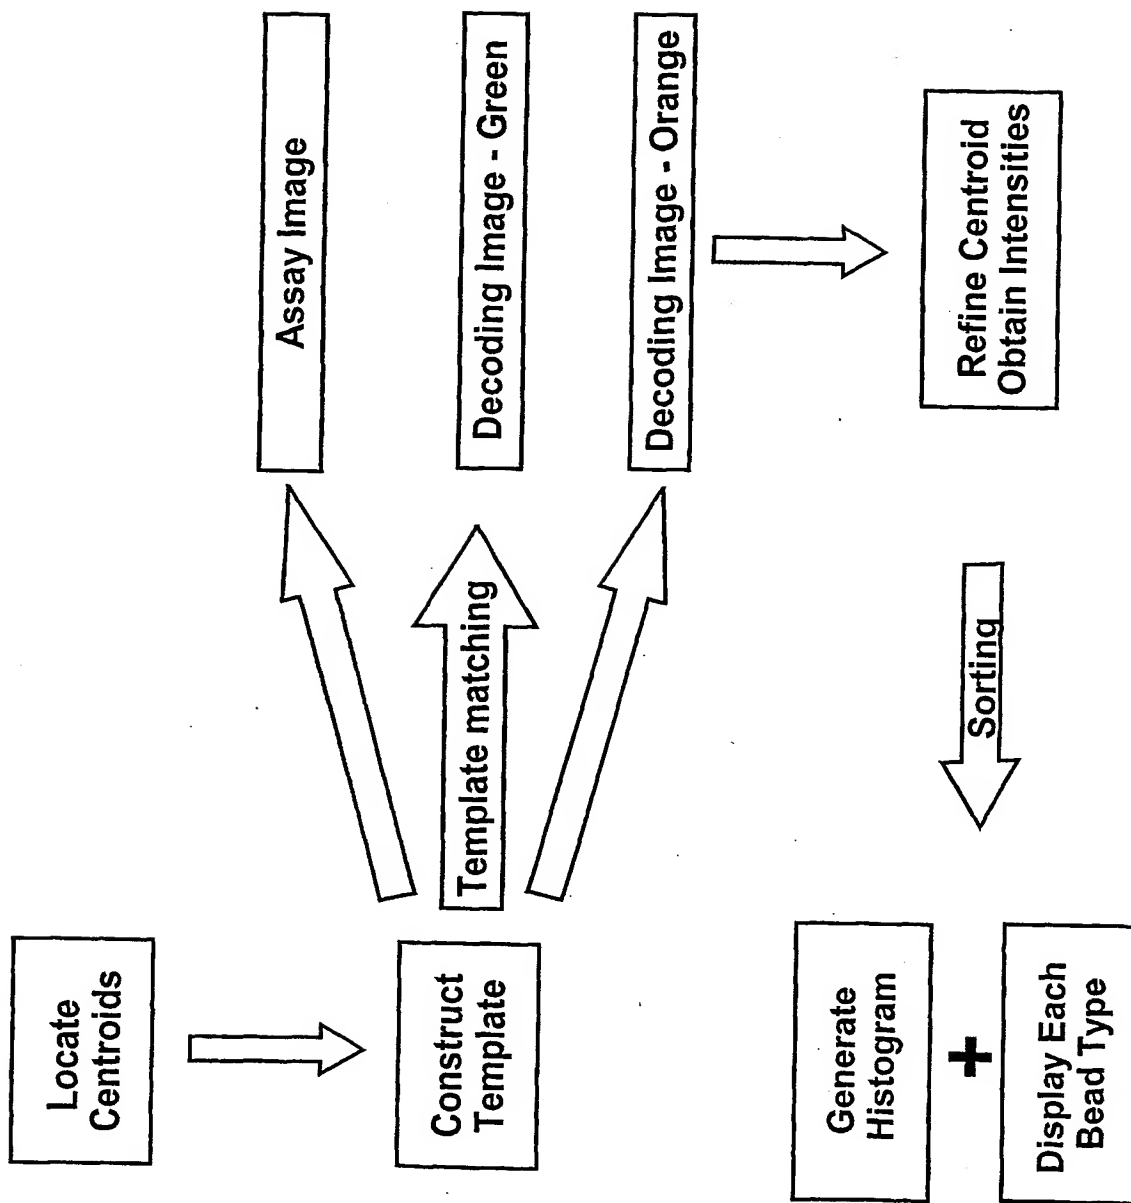 Locate
Centroids
Construct
Template
Template matching
Assay Image
Decoding Image - Green
Decoding Image - Orange
Refine Centroid
Obtain Intensities
Sorting
Generate
Histogram
+
Display Each
Bead Type